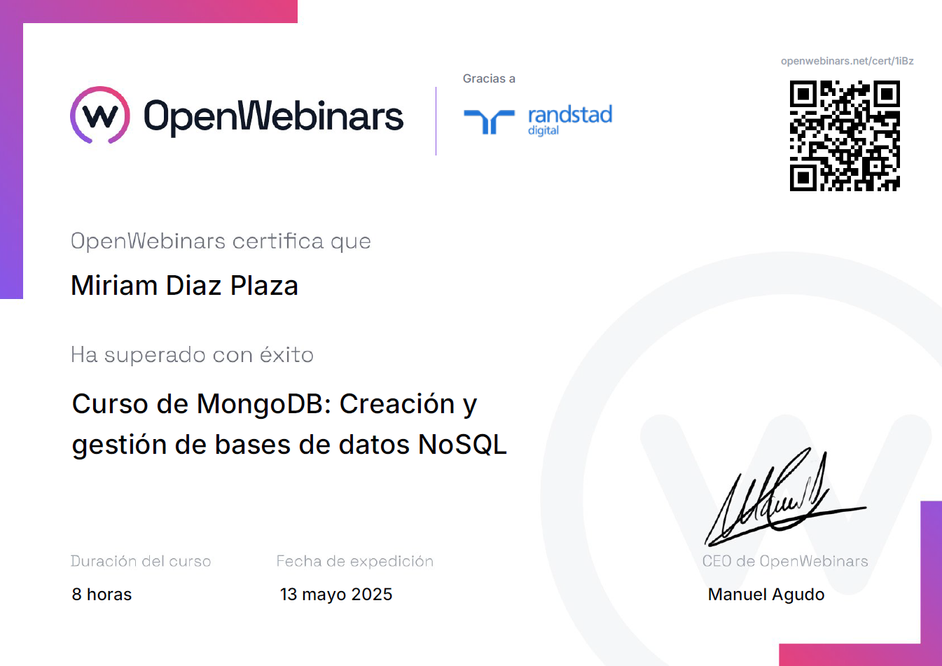 openwebinars.net/cert/1iBz
Gracias a
OpenWebinars
randstad
digital
OpenWebinars certifica que
Miriam Diaz Plaza
Ha superado con éxito
Curso de MongoDB: Creación y
gestión de bases de datos NoSQL
Duración del curso
8 horas
Fecha de expedición
13 mayo 2025
CEO de OpenWebinars
Manuel Agudo